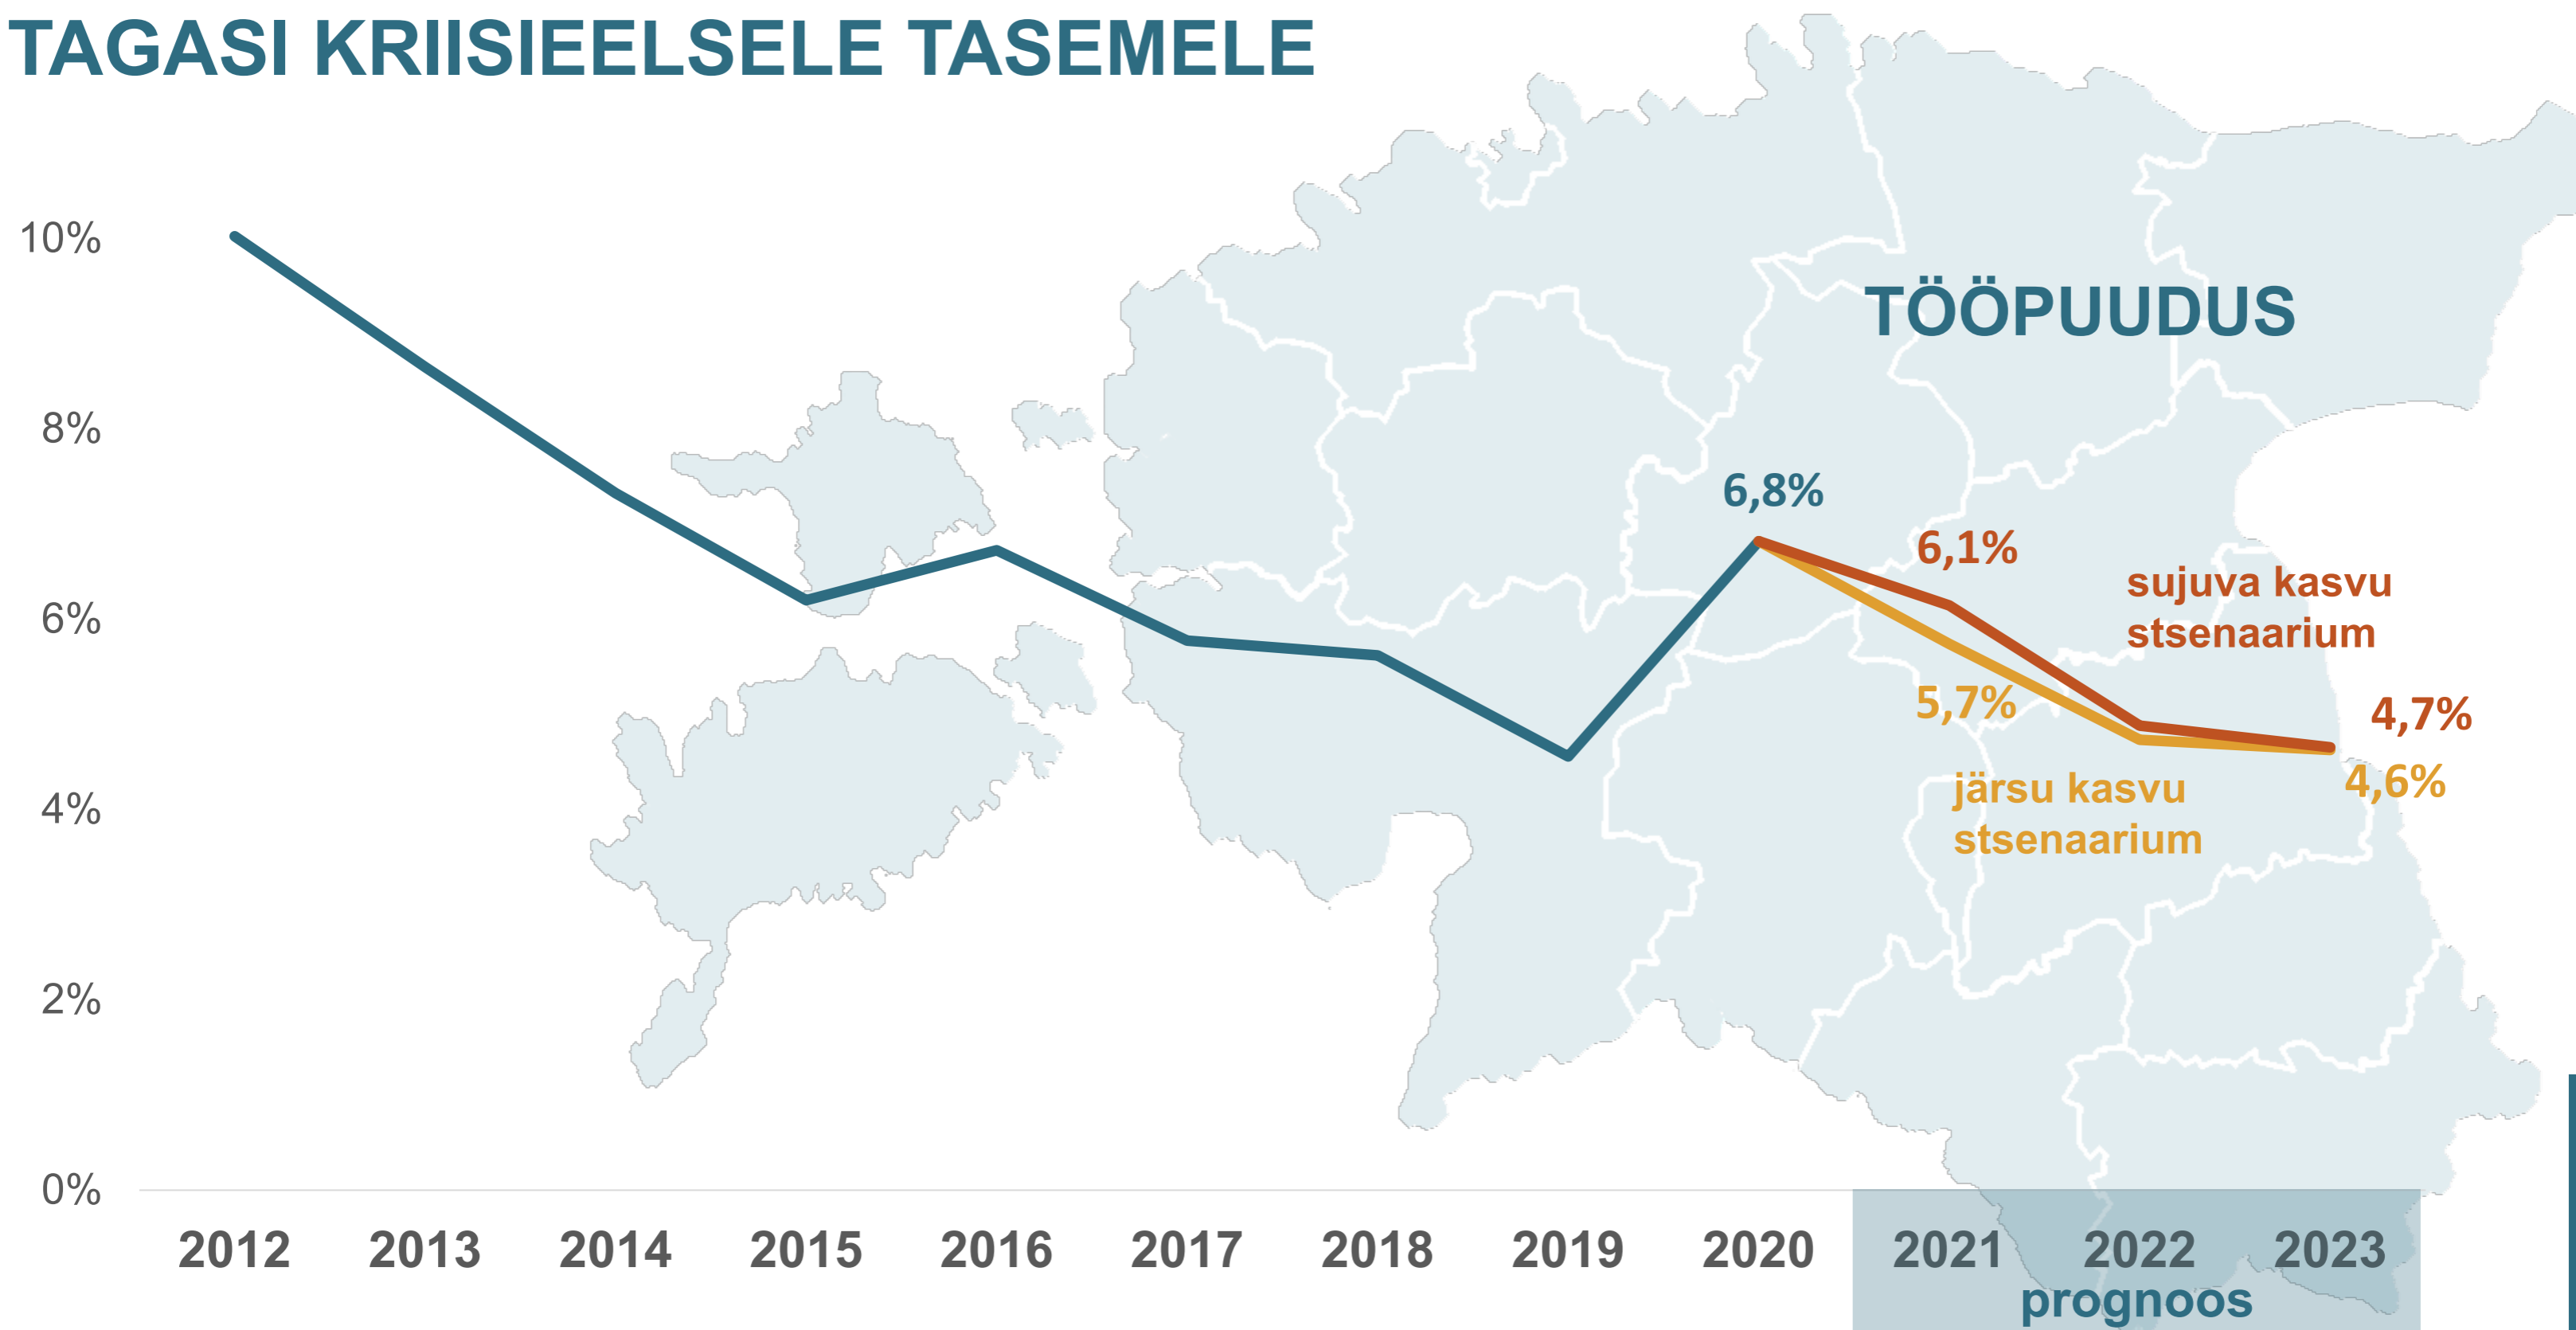 TAGASI KRIISIEELSELE TASEMELE
TÖÖPUUDUS
10%
8%
6%
4%
2%
0%
6,8%
6,1%
sujuva kasvu
stsenaarium
5,7%
4,7%
järsu kasvu
stsenaarium
4,6%
2012 2013 2014 2015 2016 2017 2018 2019 2020 2021 2022 2023
prognoos